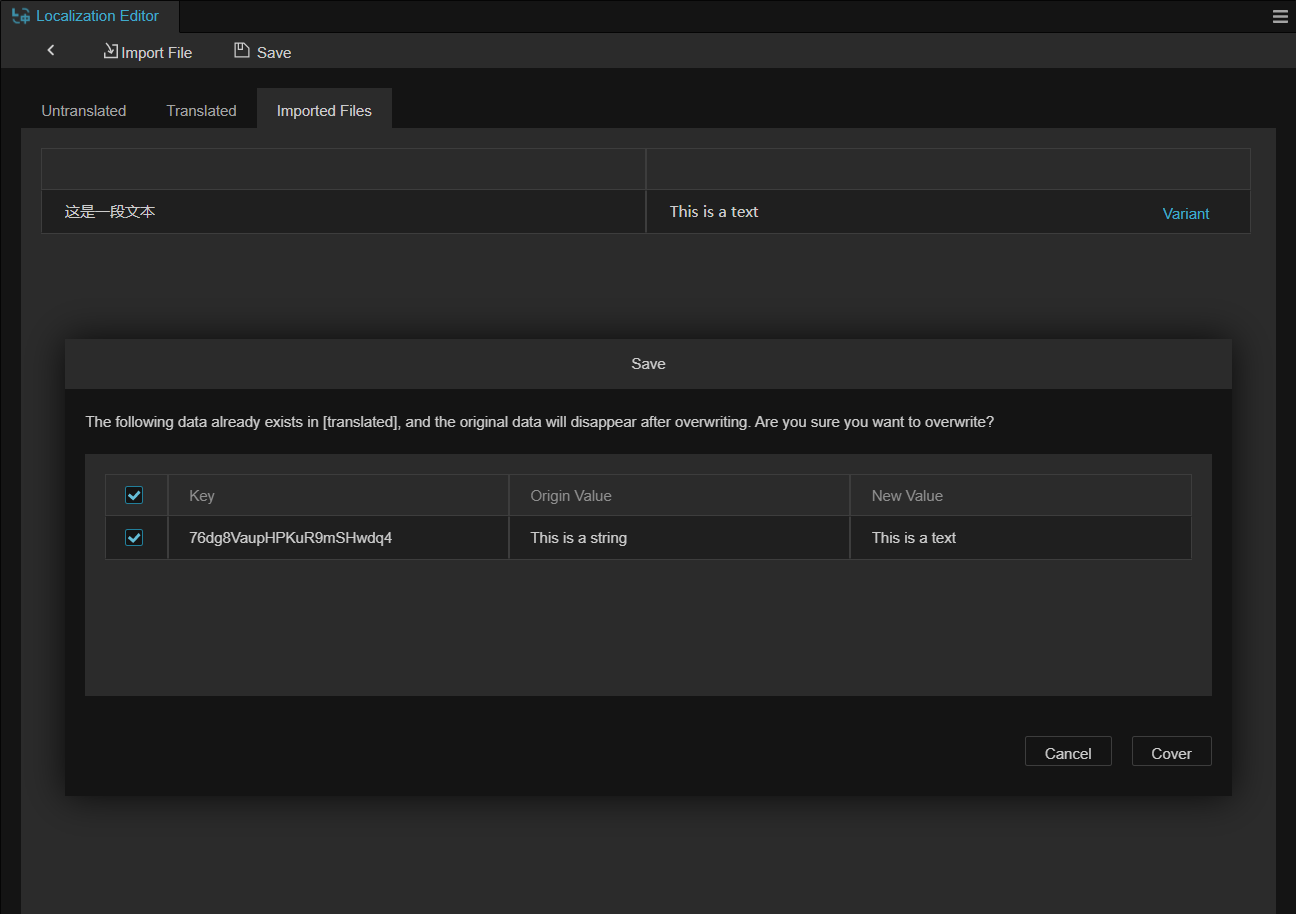 Localization Editor
Import File Save
Untranslated Translated Imported Files
这是一段文本 This is a text Variant
Save
The following data already exists in [translated], and the original data will disappear after overwriting. Are you sure you want to overwrite?
Key Origin Value New Value
76dg8VaupHPKuR9mSHwdq4 This is a string This is a text
Cancel Cover